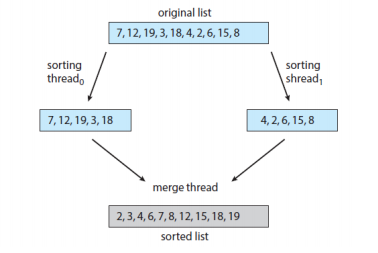 original list
7, 12, 19, 3, 18, 4, 2, 6, 15, 8
sorting
thread₀
sorting
shread₁
7, 12, 19, 3, 18
4, 2, 6, 15, 8
merge thread
2, 3, 4, 6, 7, 8, 12, 15, 18, 19
sorted list